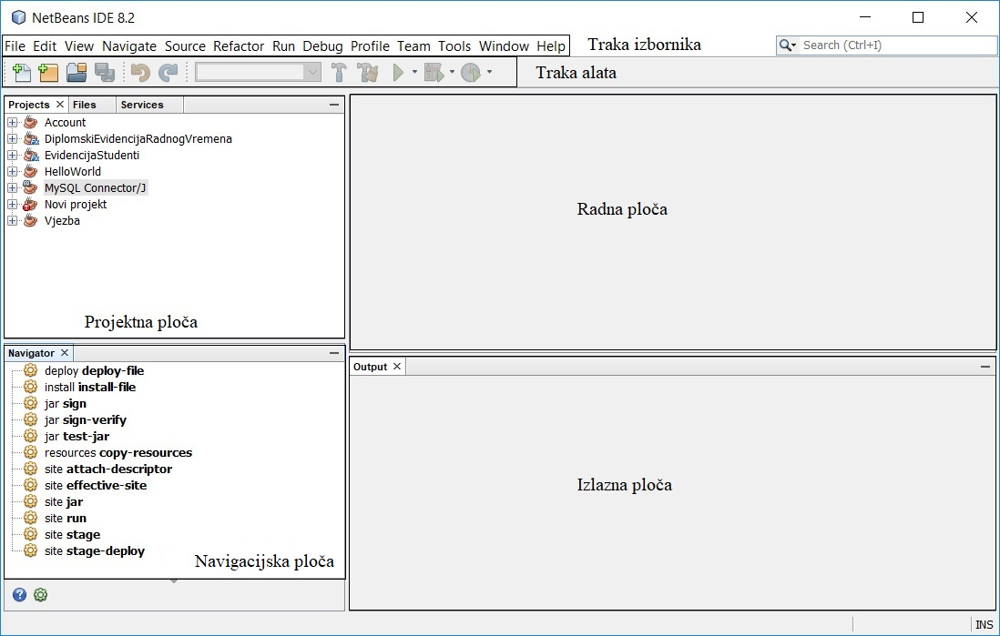 NetBeans IDE 8.2
File Edit View Navigate Source Refactor Run Debug Profile Team Tools Window Help
Traka izbornika
Search (Ctrl+I)
Traka alata
Projects Files Services
Account
DiplomskiEvidencijaRadnogVremena
EvidencijaStudenti
HelloWorld
MySQL Connector/J
Novi projekt
Vjezba
Projektna ploča
Radna ploča
Navigator
deploy deploy-file
install install-file
jar sign
jar sign-verify
jar test-jar
resources copy-resources
site attach-descriptor
site effective-site
site jar
site run
site stage
site stage-deploy
Navigacijska ploča
Output
Izlazna ploča
INS